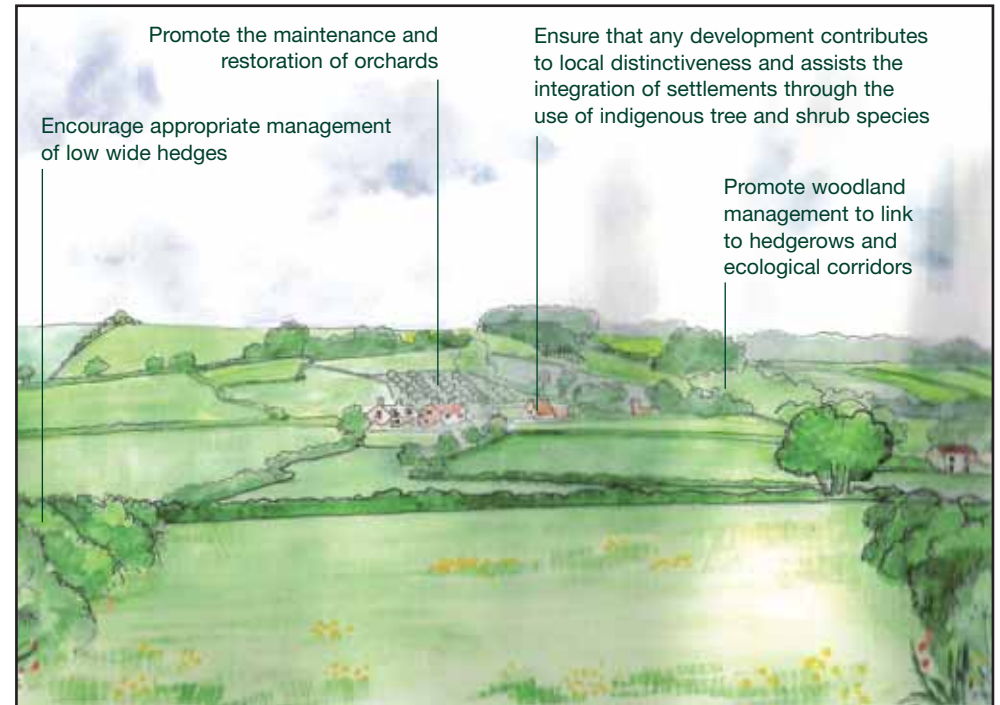 Promote the maintenance and
restoration of orchards
Ensure that any development contributes
to local distinctiveness and assists the
integration of settlements through the
use of indigenous tree and shrub species
Encourage appropriate management
of low wide hedges
Promote woodland
management to link
to hedgerows and
ecological corridors